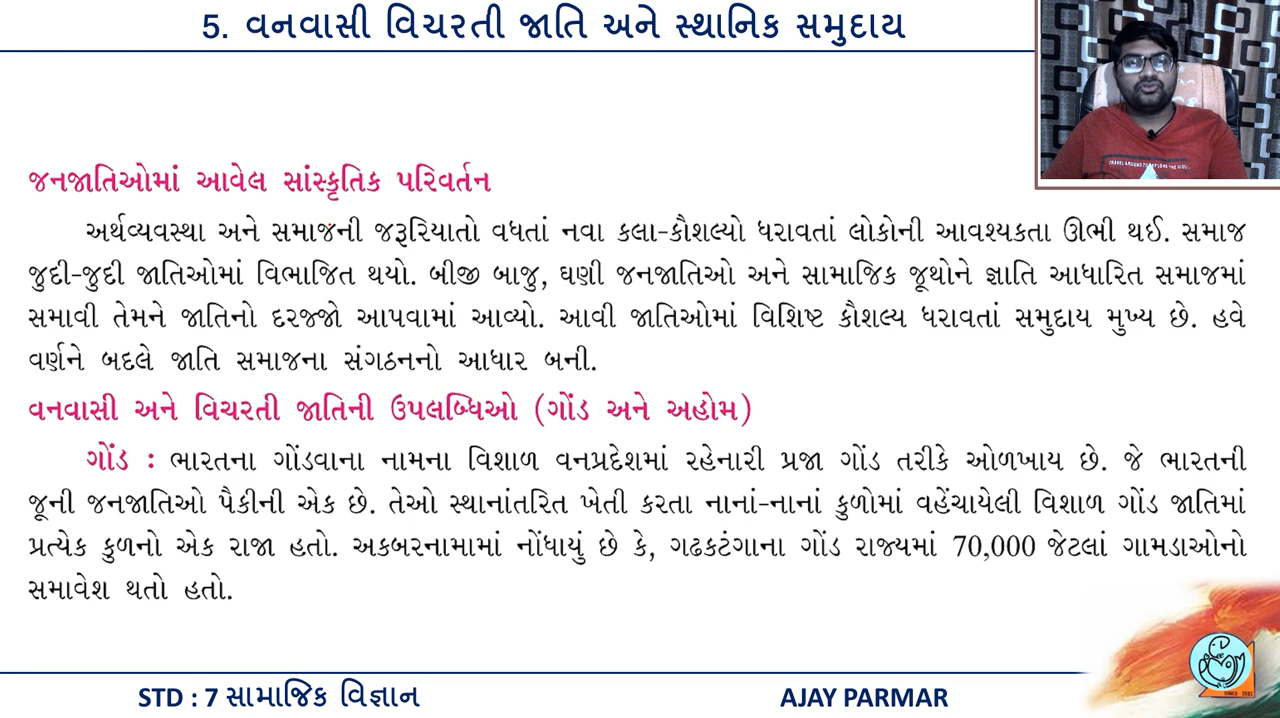 5. વનવાસી વિચરતી જાતિ અને સ્થાનિક સમુદાય
જનજાતિઓમાં આવેલ સાંસ્કૃતિક પરિવર્તન
અર્થવ્યવસ્થા અને સમાજની જરૂરિયાતો વધતાં નવા કલા-કૌશલ્યો ધરાવતાં લોકોની આવશ્યકતા ઊભી થઈ. સમાજ
જુદી-જુદી જાતિઓમાં વિભાજિત થયો. બીજી બાજુ, ઘણી જનજાતિઓ અને સામાજિક જૂથોને જ્ઞાતિ આધારિત સમાજમાં
સમાવી તેમને જાતિનો દરજ્જો આપવામાં આવ્યો. આવી જાતિઓમાં વિશિષ્ટ કૌશલ્ય ધરાવતાં સમુદાય મુખ્ય છે. હવે
વર્ણને બદલે જાતિ સમાજના સંગઠનનો આધાર બની.
વનવાસી અને વિચરતી જાતિની ઉપલબ્ધિઓ (ગોંડ અને અહોમ)
ગોંડ : ભારતના ગોંડવાના નામના વિશાળ વનપ્રદેશમાં રહેનારી પ્રજા ગોંડ તરીકે ઓળખાય છે. જે ભારતની
જૂની જનજાતિઓ પૈકીની એક છે. તેઓ સ્થાનાંતરિત ખેતી કરતા નાનાં-નાનાં કુળોમાં વહેંચાયેલી વિશાળ ગોંડ જાતિમાં
પ્રત્યેક કુળનો એક રાજા હતો. અકબરનામામાં નોંધાયું છે કે, ગઢકટંગાના ગોંડ રાજ્યમાં 70,000 જેટલાં ગામડાઓનો
સમાવેશ થતો હતો.
STD : 7 સામાજિક વિજ્ઞાન
AJAY PARMAR